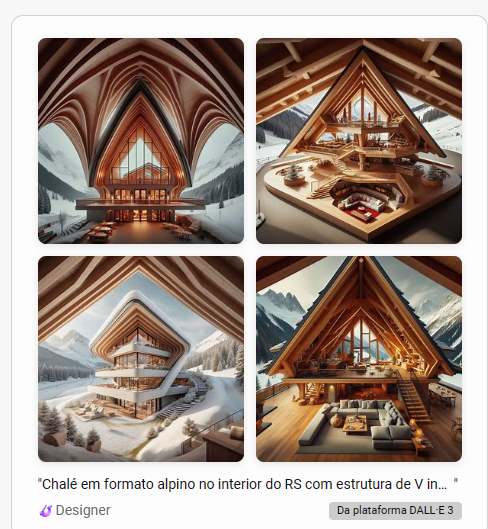 "Chalé em formato alpino no interior do RS com estrutura de V in... "
Designer
Da plataforma DALL·E 3